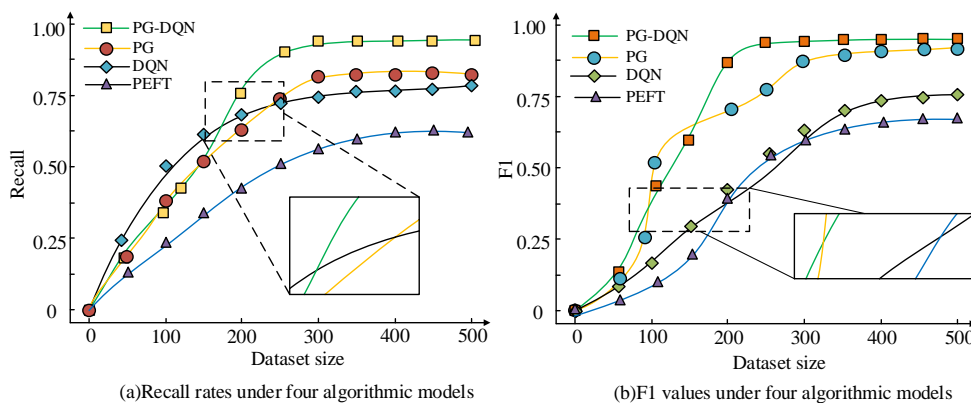 1.00
0.75
0.50
0.25
0
Recall
PG-DQN
PG
DQN
PEFT
0 100 200 300 400 500
Dataset size
(a)Recall rates under four algorithmic models
1.00
0.75
0.50
0.25
0
F1
PG-DQN
PG
DQN
PEFT
0 100 200 300 400 500
Dataset size
(b)F1 values under four algorithmic models